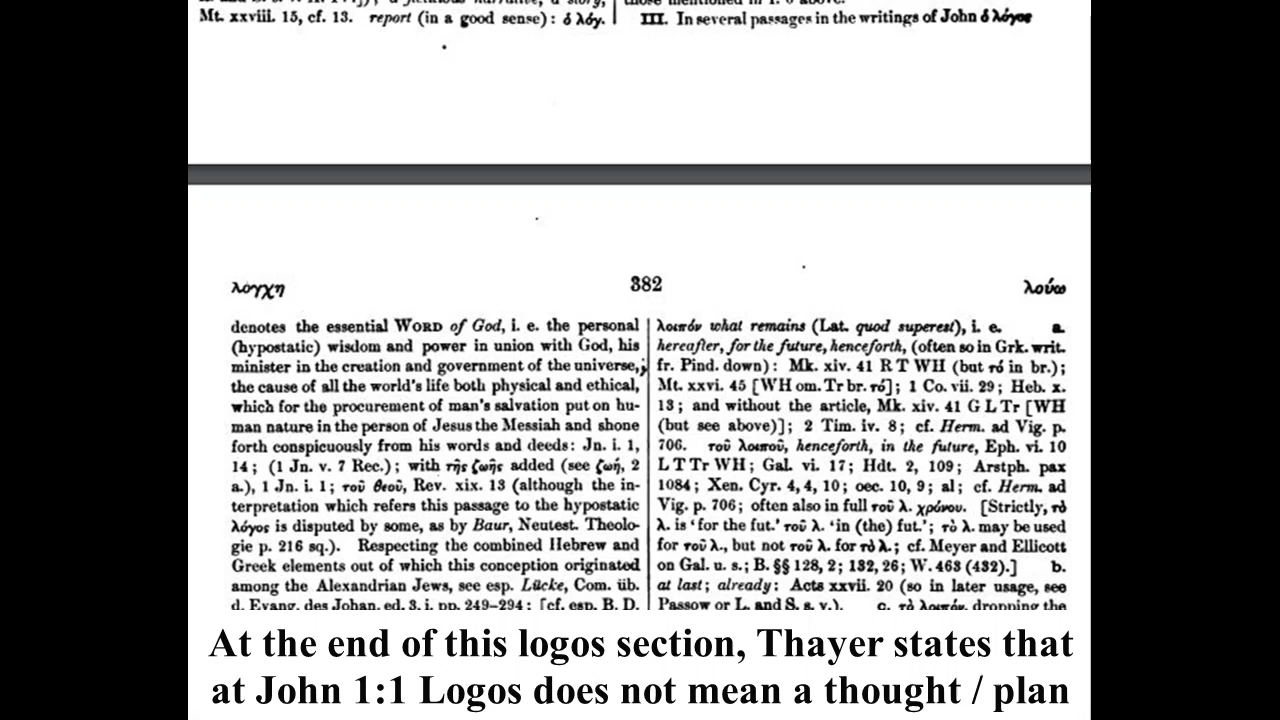 Mt. xxviii. 15, cf. 13. report (in a good sense): ὁ λόγ.
III. In several passages in the writings of John ὁ λόγος
λόγχη
382
λούω
denotes the essential WORD of God, i. e. the personal
(hypostatic) wisdom and power in union with God, his
minister in the creation and government of the universe,
the cause of all the world's life both physical and ethical,
which for the procurement of man's salvation put on hu-
man nature in the person of Jesus the Messiah and shone
forth conspicuously from his words and deeds: Jn. i. 1,
14; (1 Jn. v. 7 Rec.); with τῆς ζωῆς added (see ζωή, 2
a.), 1 Jn. i. 1; τοῦ θεοῦ, Rev. xix. 13 (although the in-
terpretation which refers this passage to the hypostatic
λόγος is disputed by some, as by Baur, Neutest. Theolo-
gie p. 216 sq.). Respecting the combined Hebrew and
Greek elements out of which this conception originated
among the Alexandrian Jews, see esp. Lücke, Com. üb.
d. Evang. des Johan. ed. 3, i. pp. 249-294; [cf. esp. B. D.
λοιπόν what remains (Lat. quod superest), i. e. a.
hereafter, for the future, henceforth, (often so in Grk. writ.
fr. Pind. down): Mk. xiv. 41 R T WH (but τό in br.);
Mt. xxvi. 45 [WH om. Tr br. τό]; 1 Co. vii. 29; Heb. x.
13; and without the article, Mk. xiv. 41 G L Tr [WH
(but see above)]; 2 Tim. iv. 8; cf. Herm. ad Vig. p.
706. τοῦ λοιποῦ, henceforth, in the future, Eph. vi. 10
L T Tr WH; Gal. vi. 17; Hdt. 2, 109; Arstph. pax
1084; Xen. Cyr. 4, 4, 10; oec. 10, 9; al; cf. Herm. ad
Vig. p. 706; often also in full τοῦ λ. χρόνου. [Strictly, τὸ
λ. is 'for the fut.' τοῦ λ. 'in (the) fut.'; τὸ λ. may be used
for τοῦ λ., but not τοῦ λ. for τὸ λ.; cf. Meyer and Ellicott
on Gal. u. s.; B. §§ 128, 2; 132, 26; W. 463 (432).] b.
at last; already: Acts xxvii. 20 (so in later usage, see
Passow or L. and S. s. v.). c. τὸ λοιπόν, dropping the
At the end of this logos section, Thayer states that
at John 1:1 Logos does not mean a thought / plan